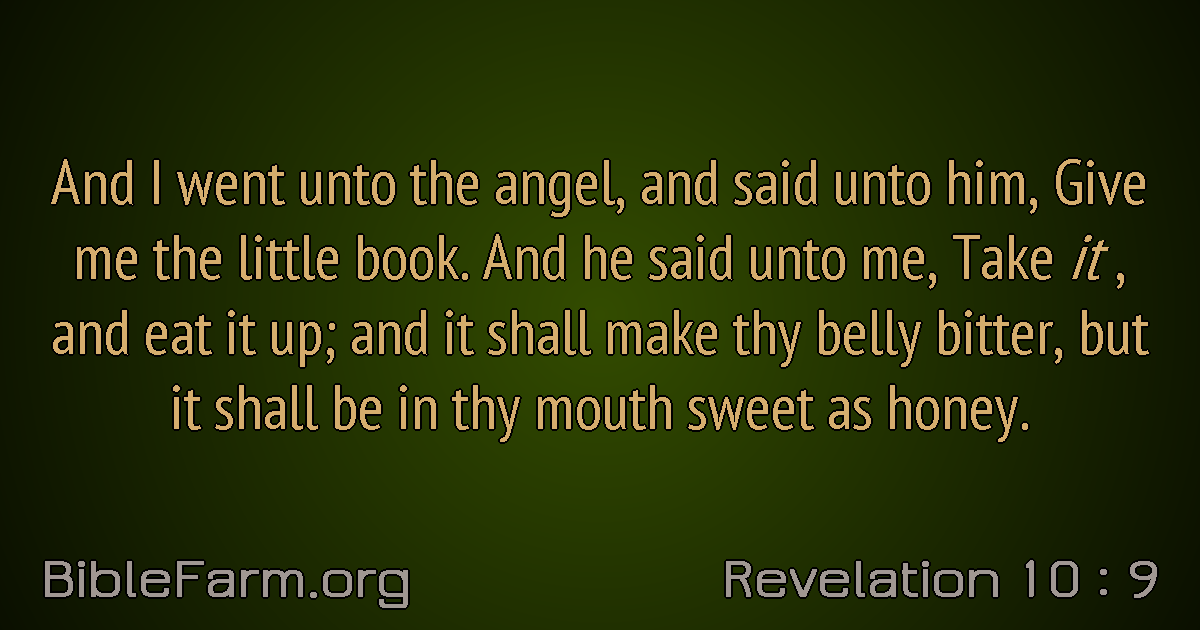 And I went unto the angel, and said unto him, Give
me the little book. And he said unto me, Take it ,
and eat it up; and it shall make thy belly bitter, but
it shall be in thy mouth sweet as honey.
BibleFarm.org
Revelation 10 : 9